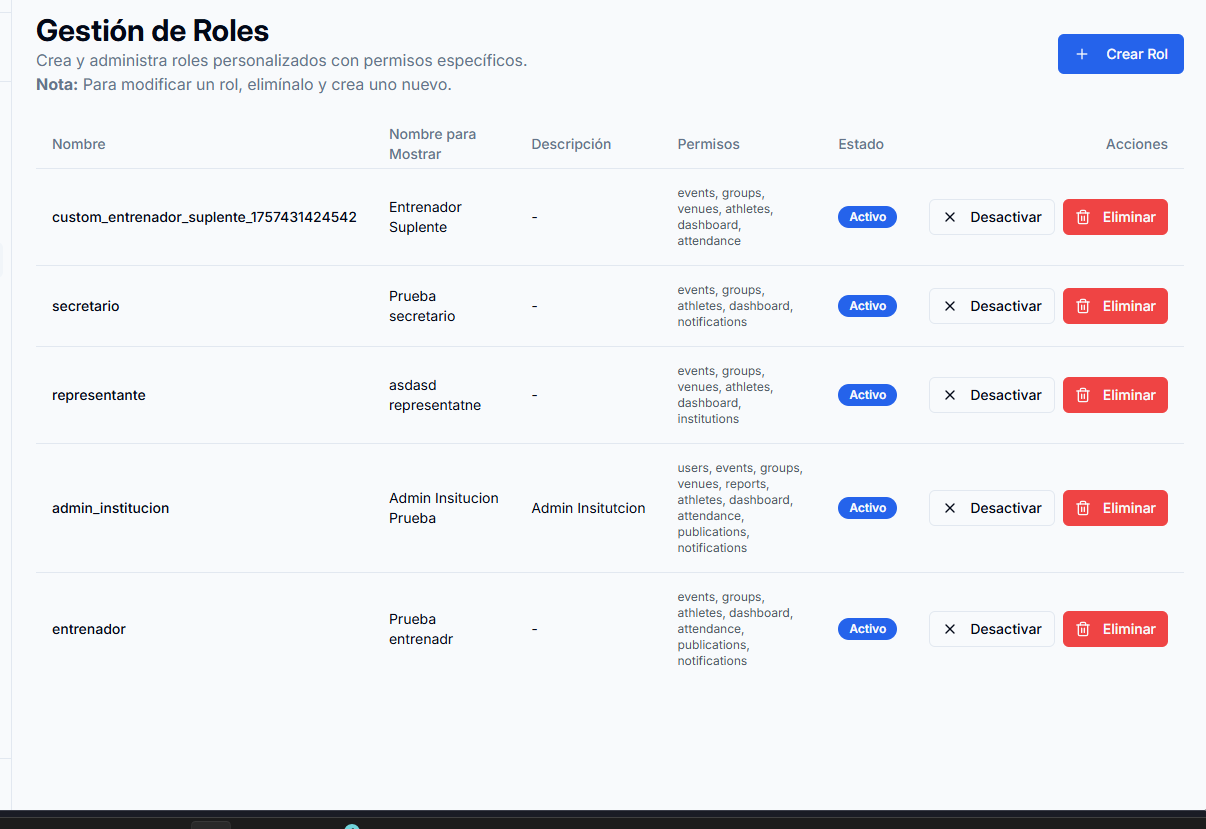 Gestión de Roles
Crea y administra roles personalizados con permisos específicos.
Nota: Para modificar un rol, elimínalo y crea uno nuevo.
Crear Rol
Nombre
Nombre para
Mostrar
Descripción
Permisos
Estado
Acciones
custom_entrenador_suplente_1757431424542
Entrenador
Suplente
-
events, groups,
venues, athletes,
dashboard,
attendance
Activo
Desactivar
Eliminar
secretario
Prueba
secretario
-
events, groups,
athletes, dashboard,
notifications
Activo
Desactivar
Eliminar
representante
asdasd
representatne
-
events, groups,
venues, athletes,
dashboard,
institutions
Activo
Desactivar
Eliminar
admin_institucion
Admin Insitucion
Prueba
Admin Insitutcion
users, events, groups,
venues, reports,
athletes, dashboard,
attendance,
publications,
notifications
Activo
Desactivar
Eliminar
entrenador
Prueba
entrenadr
-
events, groups,
athletes, dashboard,
attendance,
publications,
notifications
Activo
Desactivar
Eliminar